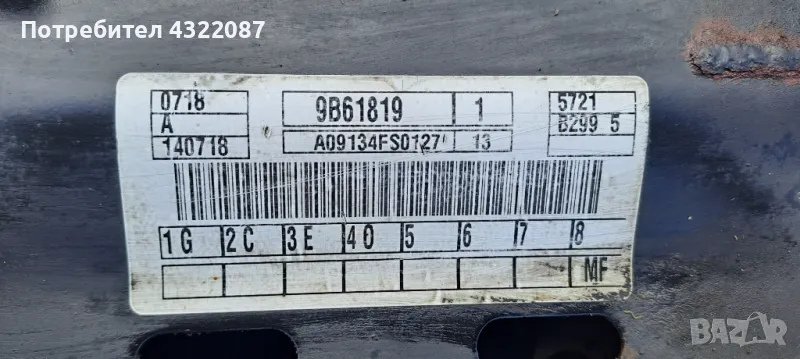 Потребител 4322087
0718 9B61819 1 5721
A B299 5
140718 A09134FS0127 13
1G 2C 3E 40 5 6 7 8
MF
BAZAR